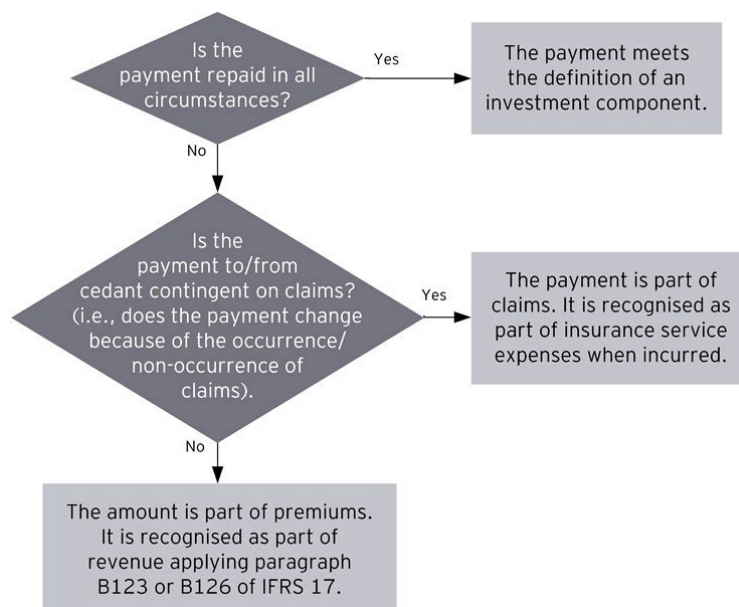 Is the
payment repaid in all
circumstances?
Yes
The payment meets
the definition of an
investment component.
No
Is the
payment to/from
cedant contingent on claims?
(i.e., does the payment change
because of the occurrence/
non-occurrence of
claims).
Yes
The payment is part of
claims. It is recognised as
part of insurance service
expenses when incurred.
No
The amount is part of premiums.
It is recognised as part of
revenue applying paragraph
B123 or B126 of IFRS 17.